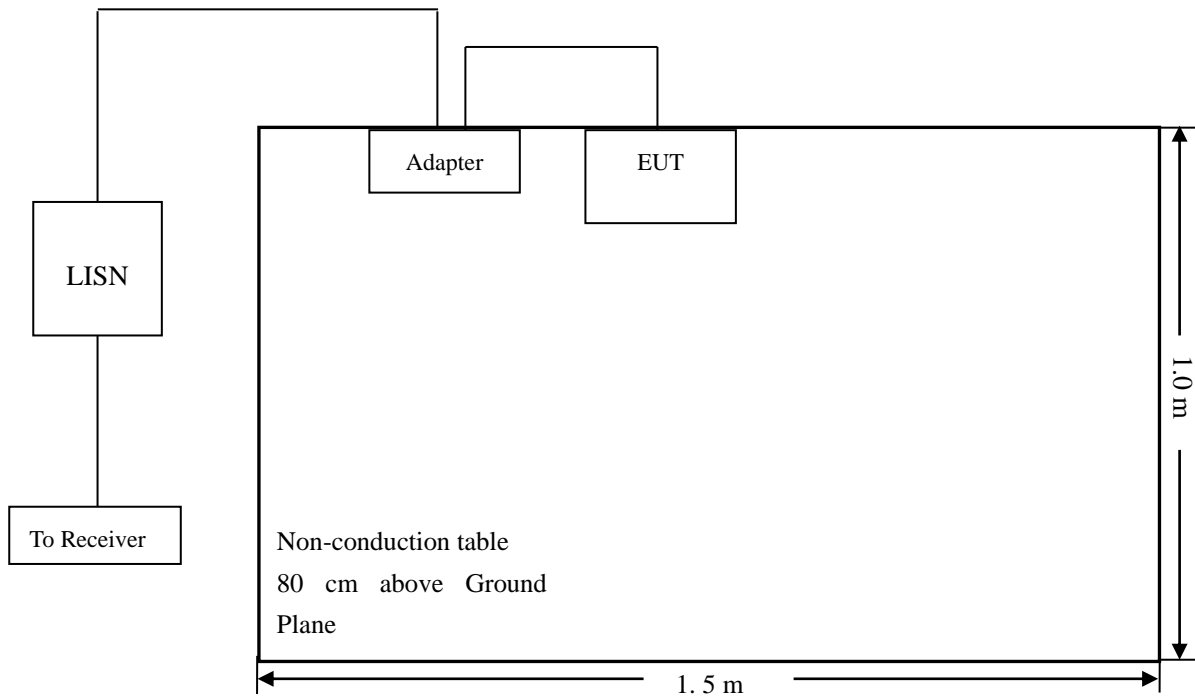 Adapter
EUT
LISN
1.0 m
To Receiver
Non-conduction table
80 cm above Ground
Plane
1. 5 m